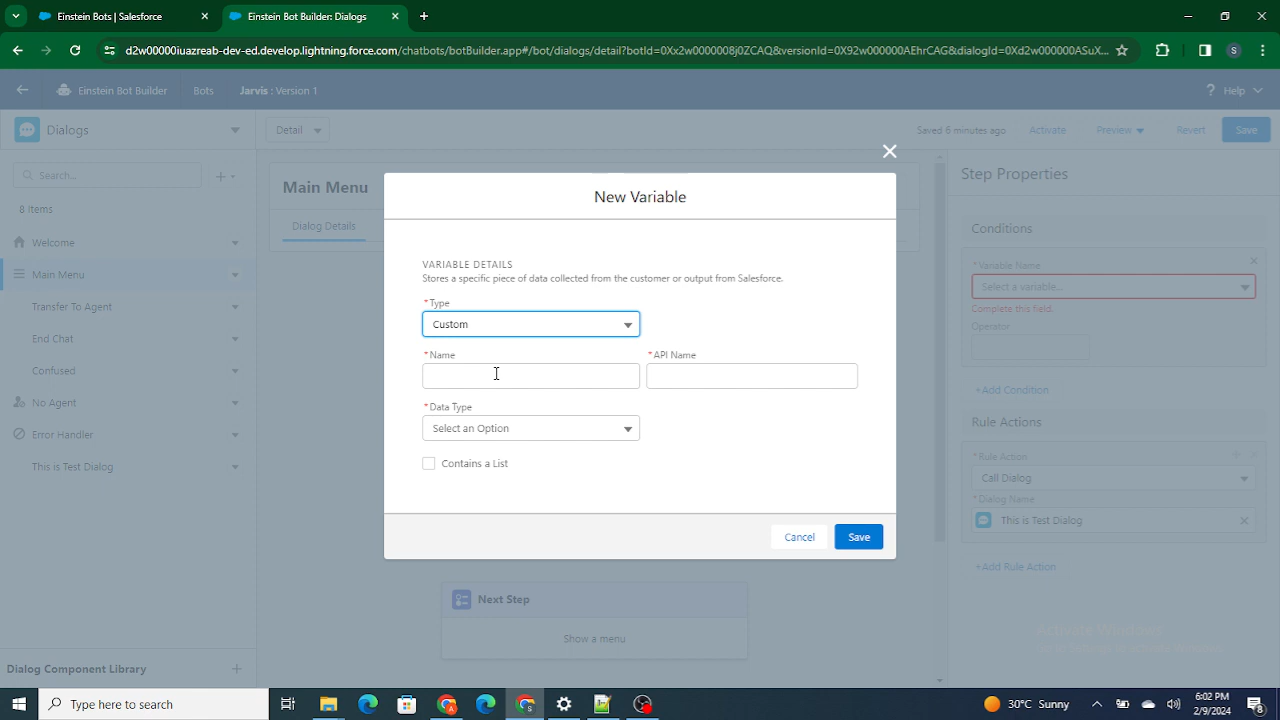 Einstein Bots | Salesforce
Einstein Bot Builder: Dialogs
d2w00000iuazreab-dev-ed.develop.lightning.force.com/chatbots/botBuilder.app#/bot/dialogs/detail?botId=0Xx2w0000008j0ZCAQ&versionId=0X92w000000AEhrCAG&dialogId=0Xd2w000000ASuX...
S
Einstein Bot Builder
Bots
Jarvis : Version 1
? Help
Dialogs
Detail
Saved 6 minutes ago
Activate
Preview
Revert
Save
Search...
8 Items
Welcome
Main Menu
Transfer To Agent
End Chat
Confused
No Agent
Error Handler
This is Test Dialog
Dialog Component Library
Main Menu
Dialog Details
New Variable
VARIABLE DETAILS
Stores a specific piece of data collected from the customer or output from Salesforce.
*Type
Custom
*Name
*API Name
*Data Type
Select an Option
Contains a List
Cancel
Save
Next Step
Show a menu
Step Properties
Conditions
*Variable Name
Select a variable...
Complete this field.
Operator
+Add Condition
Rule Actions
*Rule Action
Call Dialog
*Dialog Name
This is Test Dialog
+Add Rule Action
Activate Windows
Type here to search
30°C Sunny
6:02 PM
2/9/2024
8